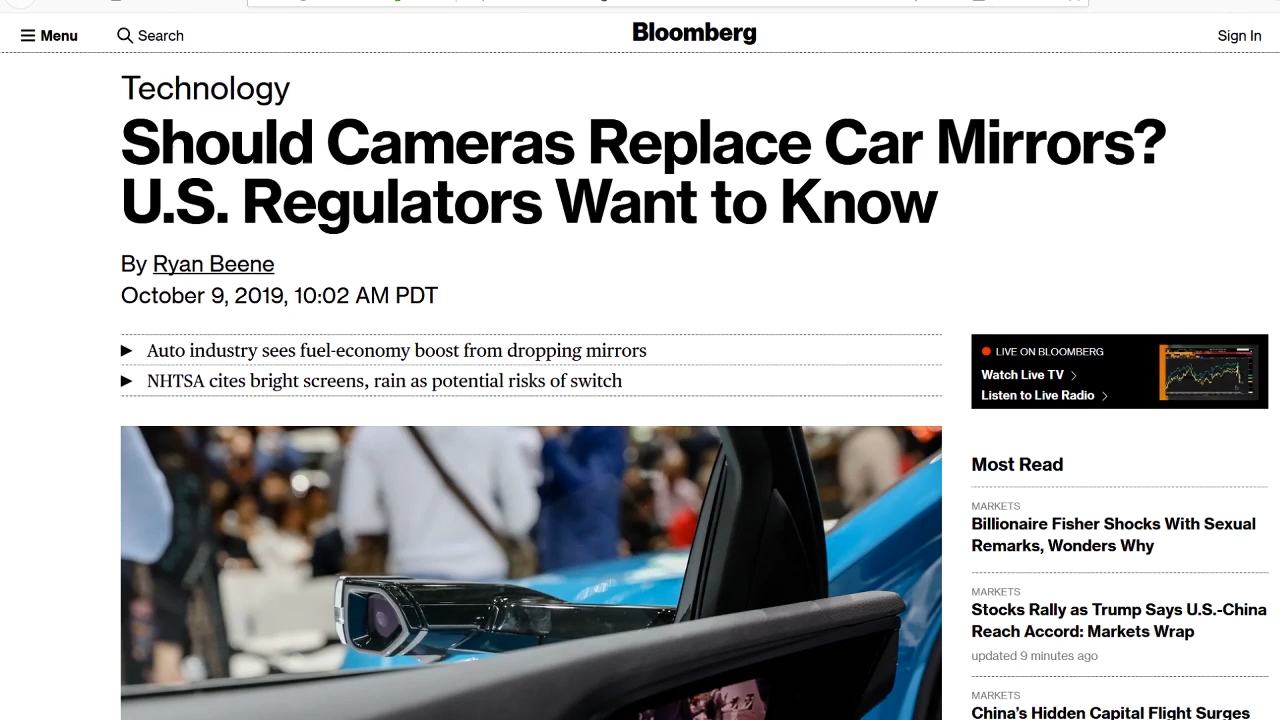 Menu
Search
Bloomberg
Sign In
Technology
Should Cameras Replace Car Mirrors?
U.S. Regulators Want to Know
By Ryan Beene
October 9, 2019, 10:02 AM PDT
Auto industry sees fuel-economy boost from dropping mirrors
NHTSA cites bright screens, rain as potential risks of switch
LIVE ON BLOOMBERG
Watch Live TV
Listen to Live Radio
Most Read
MARKETS
Billionaire Fisher Shocks With Sexual
Remarks, Wonders Why
MARKETS
Stocks Rally as Trump Says U.S.-China
Reach Accord: Markets Wrap
updated 9 minutes ago
MARKETS
China's Hidden Capital Flight Surges